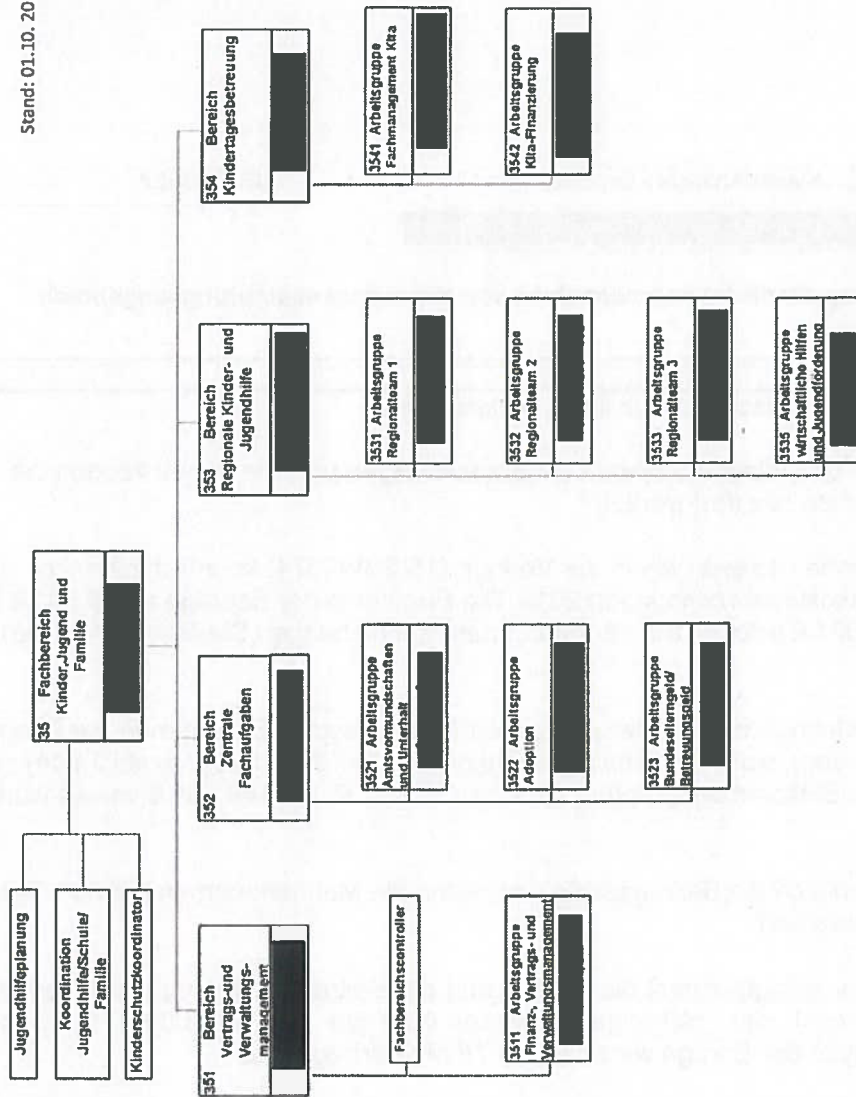 Stand: 01.10. 20
35 Fachbereich
Kinder, Jugend und
Familie
Jugendhilfeplanung
Koordination
Jugendhilfe/Schule/
Familie
Kinderschutzkoordinator
351 Bereich
Vertrags- und
Verwaltungs-
management
Fachbereichscontroller
3511 Arbeitsgruppe
Finanz- Vertrags- und
Verwaltungsmanagement
352 Bereich
Zentrale
Fachaufgaben
3521 Arbeitsgruppe
Amtsvormundschaften
und Unterhalt
3522 Arbeitsgruppe
Adoption
3523 Arbeitsgruppe
Bundeselterngeld/
Betreuungsgeld
353 Bereich
Regionale Kinder- und
Jugendhilfe
3531 Arbeitsgruppe
Regionalteam 1
3532 Arbeitsgruppe
Regionalteam 2
3533 Arbeitsgruppe
Regionalteam 3
3535 Arbeitsgruppe
Wirtschaftliche Hilfen
und Jugendförderung
354 Bereich
Kindertagesbetreuung
3541 Arbeitsgruppe
Fachmanagement Kita
3542 Arbeitsgruppe
Kita-Finanzierung